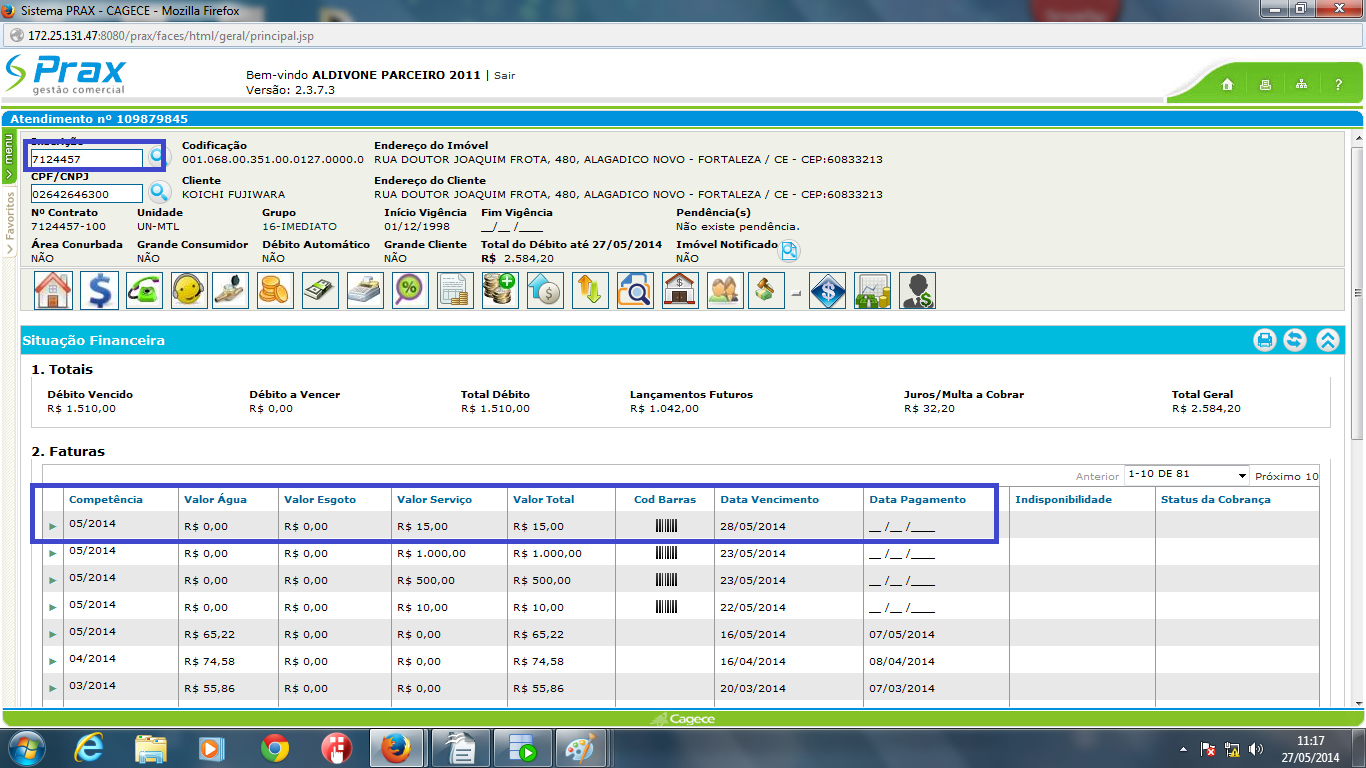 Sistema PRAX - CAGECE - Mozilla Firefox
172.25.131.47:8080/prax/faces/html/geral/principal.jsp
Prax
gestão comercial
Bem-vindo ALDIVONE PARCEIRO 2011 | Sair
Versão: 2.3.7.3
?
Atendimento nº 109879845
menu
Favoritos
Inscrição Codificação Endereço do Imóvel
7124457 001.068.00.351.00.0127.0000.0 RUA DOUTOR JOAQUIM FROTA, 480, ALAGADICO NOVO - FORTALEZA / CE - CEP:60833213
CPF/CNPJ Cliente Endereço do Cliente
02642646300 KOICHI FUJIWARA RUA DOUTOR JOAQUIM FROTA, 480, ALAGADICO NOVO - FORTALEZA / CE - CEP:60833213
Nº Contrato Unidade Grupo Início Vigência Fim Vigência Pendência(s)
7124457-100 UN-MTL 16-IMEDIATO 01/12/1998 __/__ /____ Não existe pendência.
Área Conurbada Grande Consumidor Débito Automático Grande Cliente Total do Débito até 27/05/2014 Imóvel Notificado
NÃO NÃO NÃO NÃO R$ 2.584,20 NÃO
Situação Financeira
1. Totais
Débito Vencido Débito a Vencer Total Débito Lançamentos Futuros Juros/Multa a Cobrar Total Geral
R$ 1.510,00 R$ 0,00 R$ 1.510,00 R$ 1.042,00 R$ 32,20 R$ 2.584,20
2. Faturas
Anterior 1-10 DE 81 Próximo 10
Competência Valor Água Valor Esgoto Valor Serviço Valor Total Cod Barras Data Vencimento Data Pagamento Indisponibilidade Status da Cobrança
05/2014 R$ 0,00 R$ 0,00 R$ 15,00 R$ 15,00 28/05/2014 __ /__ /____
05/2014 R$ 0,00 R$ 0,00 R$ 1.000,00 R$ 1.000,00 23/05/2014 __ /__ /____
05/2014 R$ 0,00 R$ 0,00 R$ 500,00 R$ 500,00 23/05/2014 __ /__ /____
05/2014 R$ 0,00 R$ 0,00 R$ 10,00 R$ 10,00 22/05/2014 __ /__ /____
05/2014 R$ 65,22 R$ 0,00 R$ 0,00 R$ 65,22 16/05/2014 07/05/2014
04/2014 R$ 74,58 R$ 0,00 R$ 0,00 R$ 74,58 16/04/2014 08/04/2014
03/2014 R$ 55,86 R$ 0,00 R$ 0,00 R$ 55,86 20/03/2014 07/03/2014
Cagece
11:17
27/05/2014